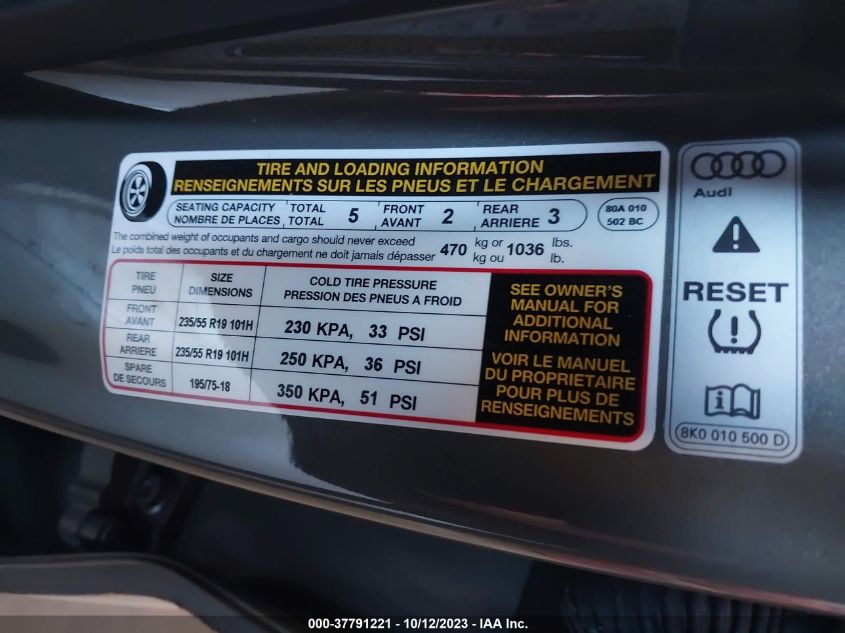 TIRE AND LOADING INFORMATION
RENSEIGNEMENTS SUR LES PNEUS ET LE CHARGEMENT
SEATING CAPACITY
NOMBRE DE PLACES
TOTAL
TOTAL
5
FRONT
AVANT
2
REAR
ARRIERE
3
80A 010
502 BC
The combined weight of occupants and cargo should never exceed
Le poids total des occupants et du chargement ne doit jamais dépasser
470
kg or
kg ou
1036
lbs.
lb.
TIRE
PNEU
SIZE
DIMENSIONS
COLD TIRE PRESSURE
PRESSION DES PNEUS A FROID
FRONT
AVANT
235/55 R19 101H
230 KPA, 33 PSI
REAR
ARRIERE
235/55 R19 101H
250 KPA, 36 PSI
SPARE
DE SECOURS
195/75-18
350 KPA, 51 PSI
SEE OWNER'S
MANUAL FOR
ADDITIONAL
INFORMATION
VOIR LE MANUEL
DU PROPRIETAIRE
POUR PLUS DE
RENSEIGNEMENTS
Audi
RESET
8K0 010 500 D
000-37791221 - 10/12/2023 - IAA Inc.